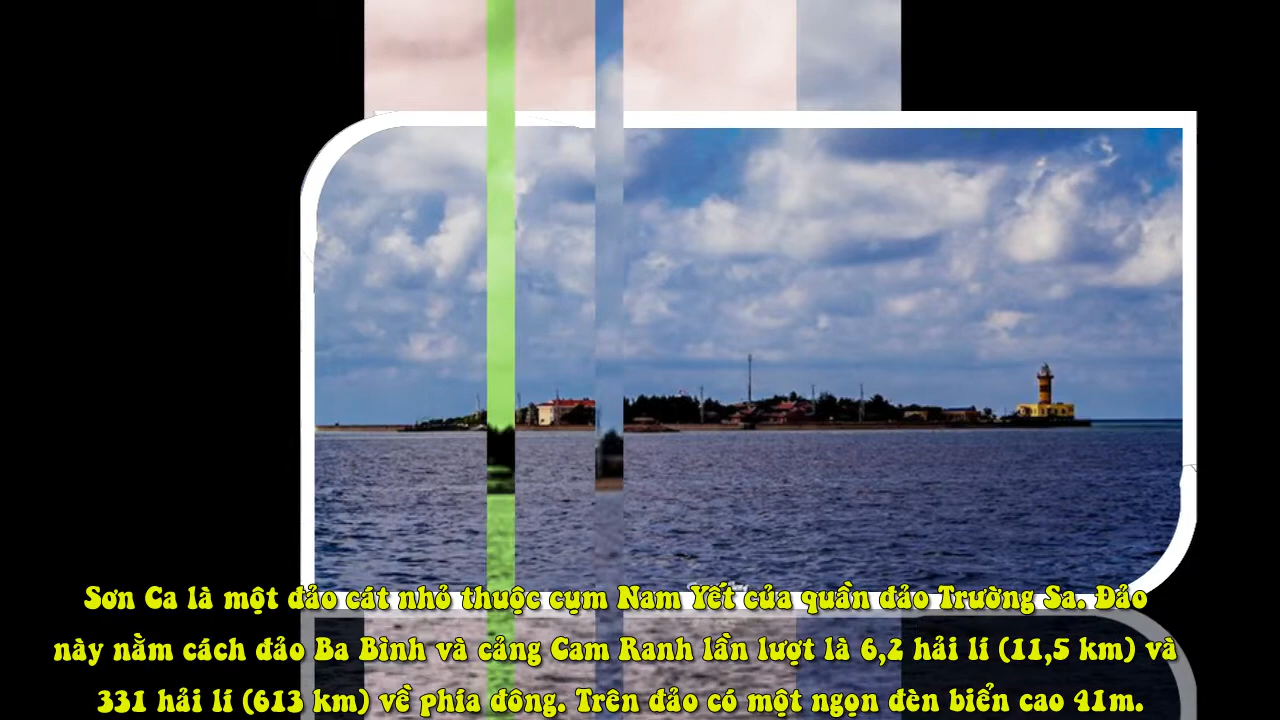 Sơn Ca là một đảo cát nhỏ thuộc cụm Nam Yết của quần đảo Trường Sa. Đảo
này nằm cách đảo Ba Bình và cảng Cam Ranh lần lượt là 6,2 hải lí (11,5 km) và
331 hải lí (613 km) về phía đông. Trên đảo có một ngọn đèn biển cao 41m.